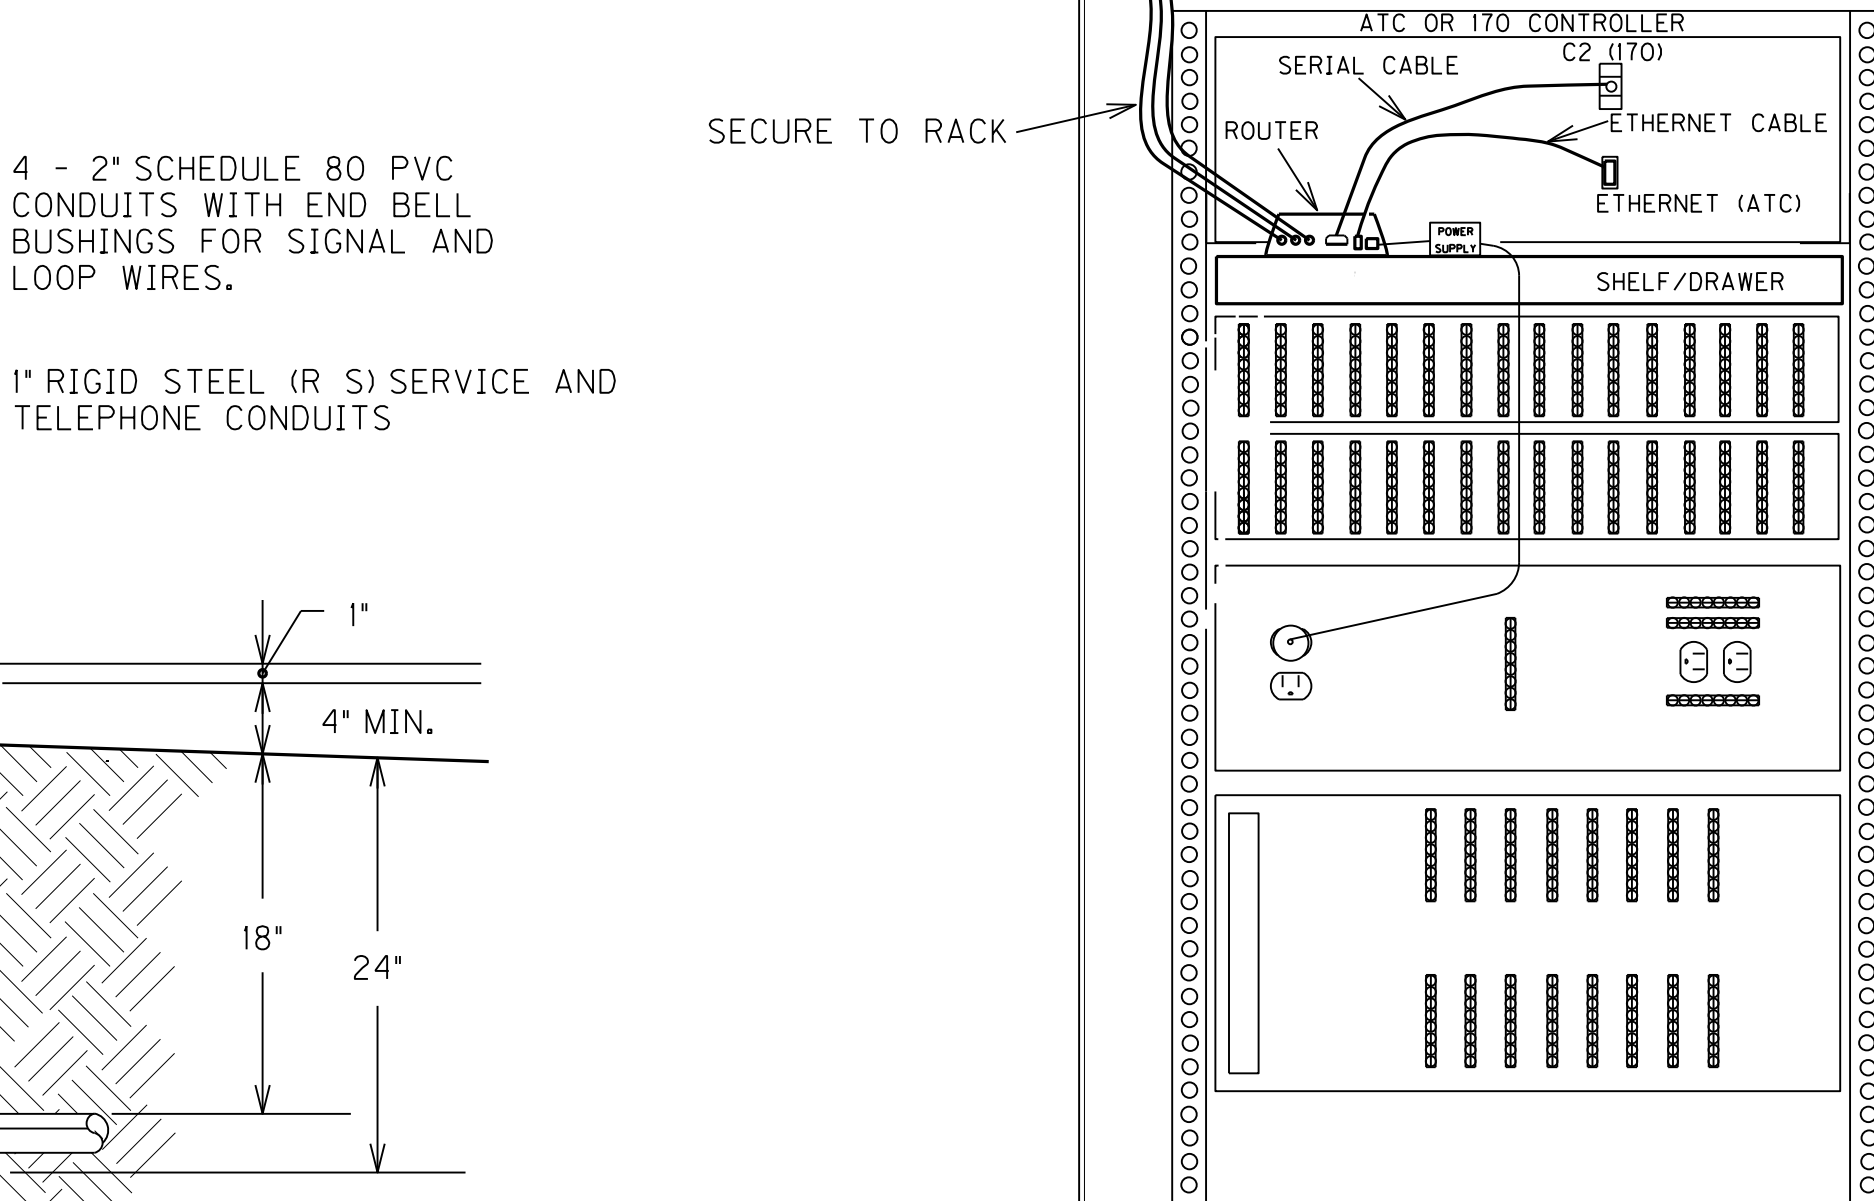 4 - 2" SCHEDULE 80 PVC
CONDUITS WITH END BELL
BUSHINGS FOR SIGNAL AND
LOOP WIRES.
1" RIGID STEEL (R S) SERVICE AND
TELEPHONE CONDUITS
1"
4" MIN.
18"
24"
SECURE TO RACK
ATC OR 170 CONTROLLER
C2 (170)
SERIAL CABLE
ETHERNET CABLE
ROUTER
ETHERNET (ATC)
POWER
SUPPLY
SHELF/DRAWER